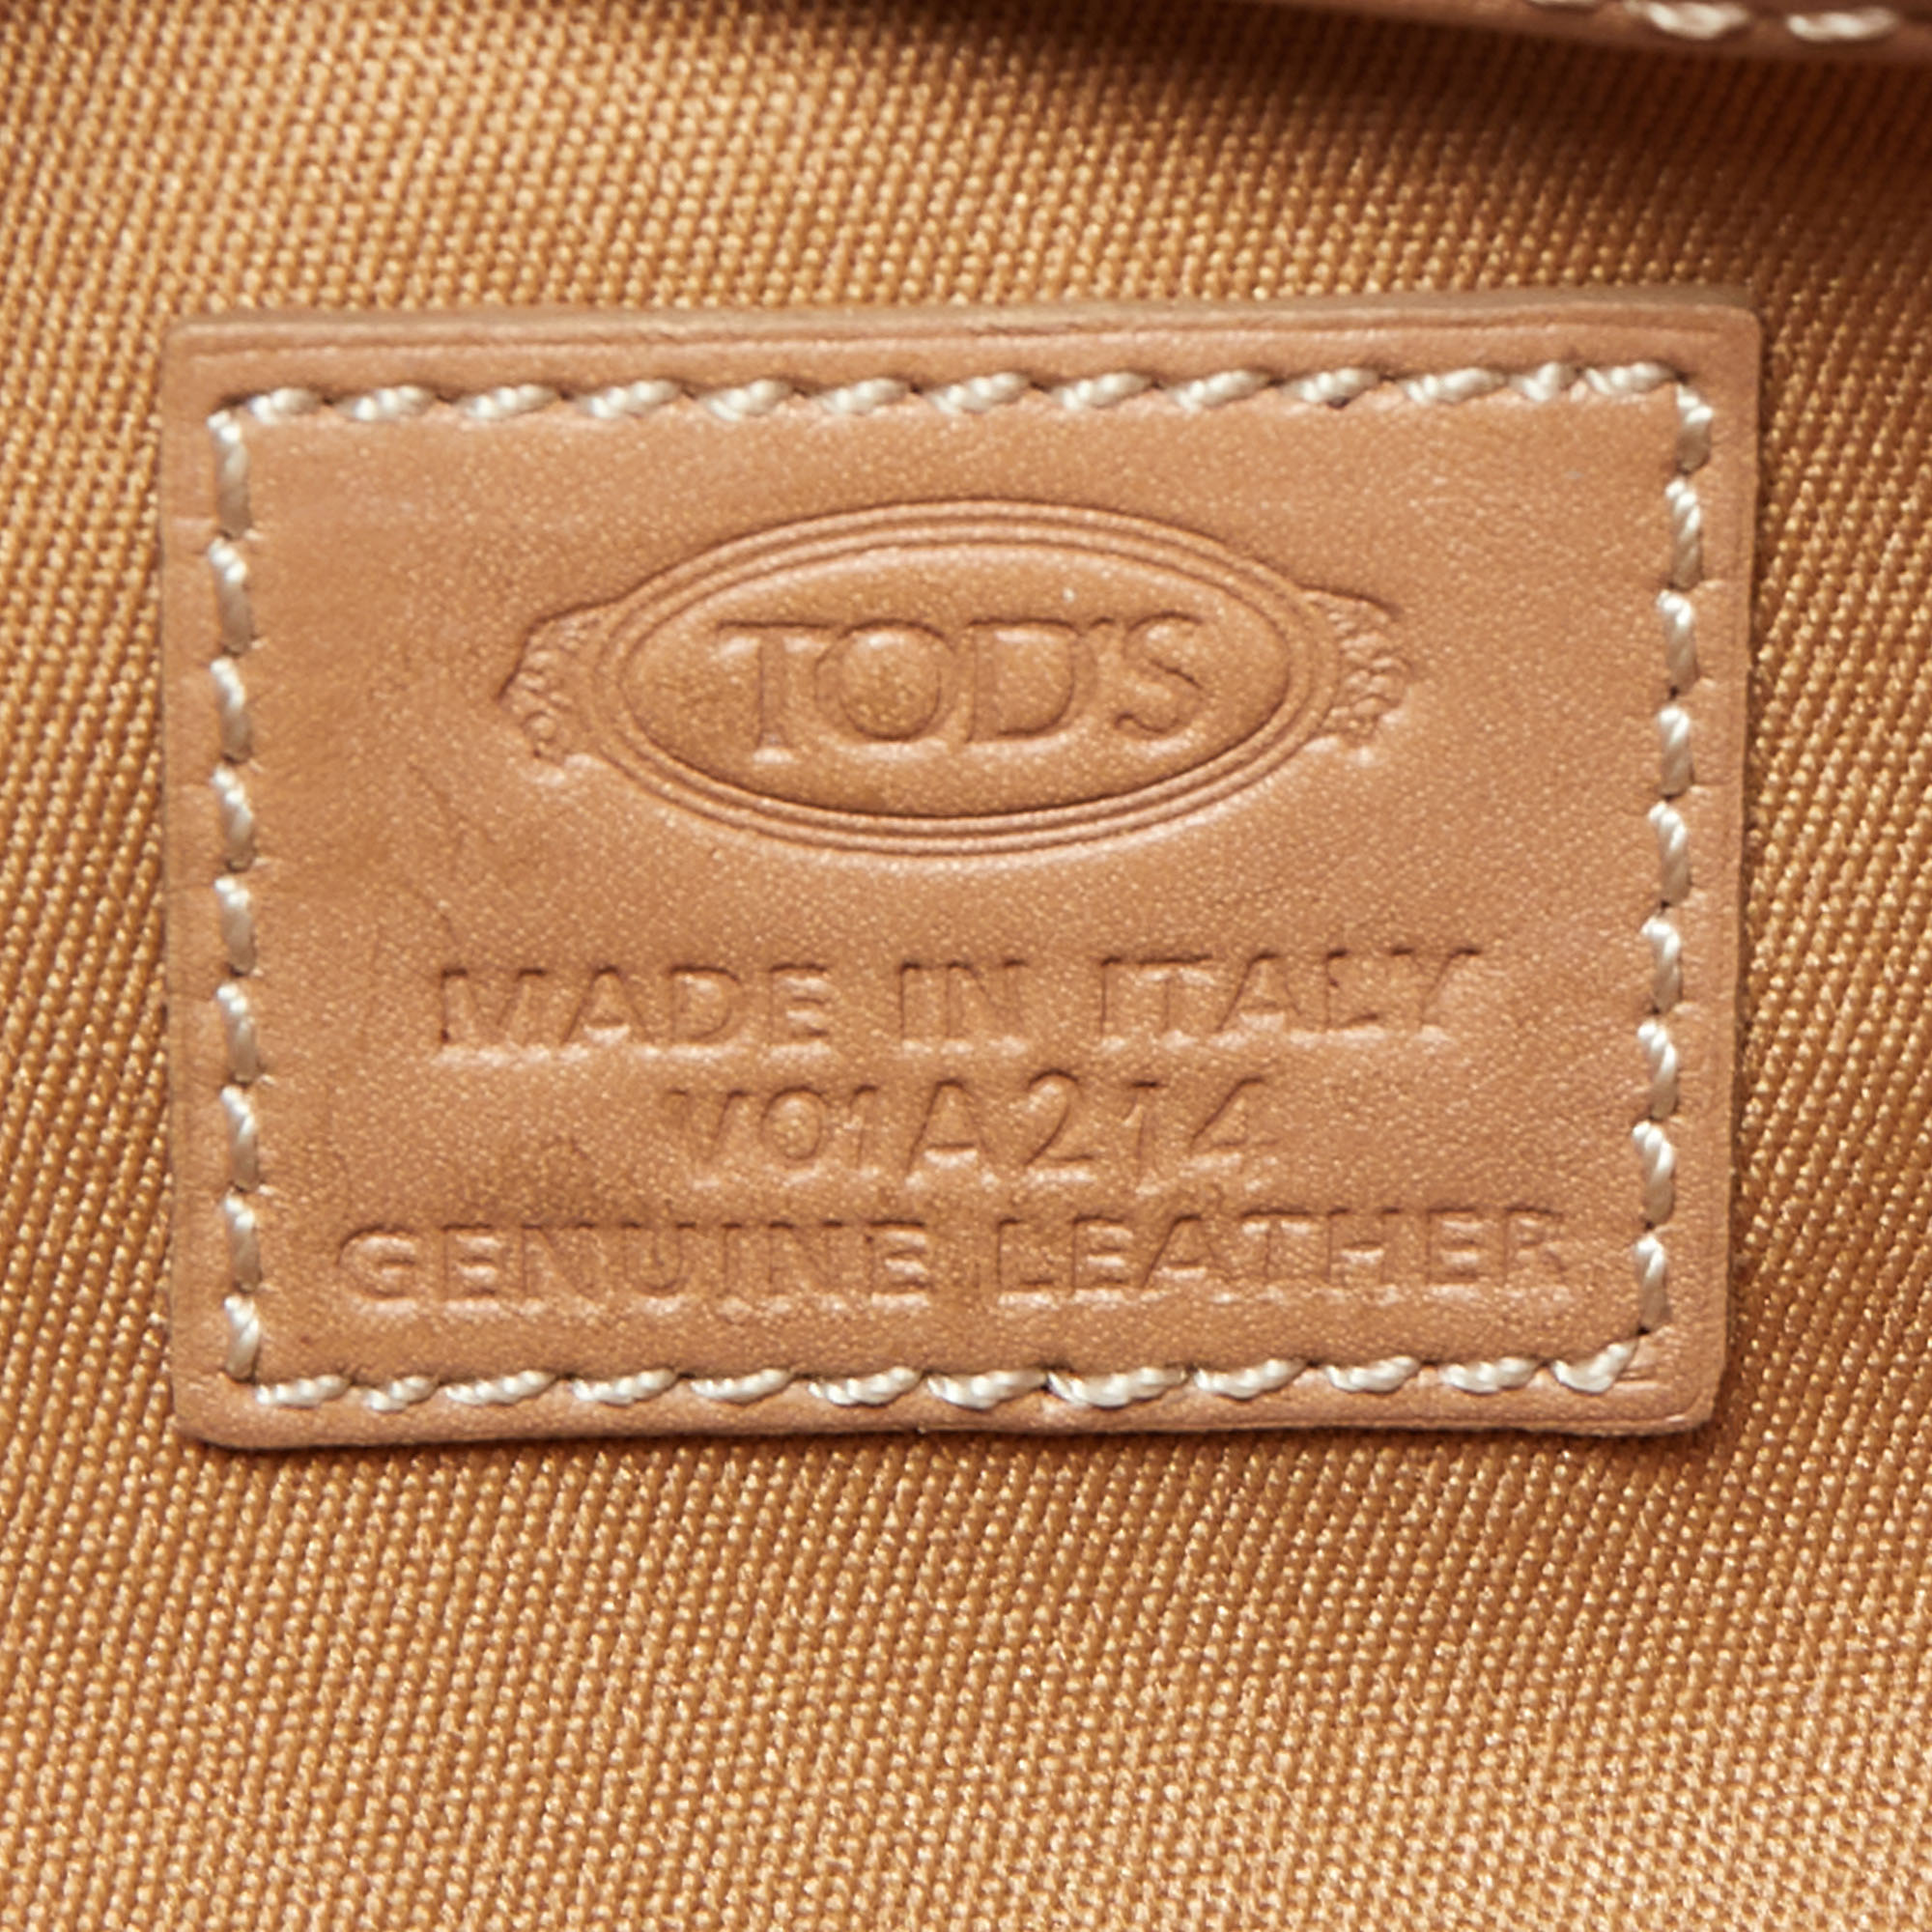 TOD'S
MADE IN ITALY
V01A214
GENUINE LEATHER